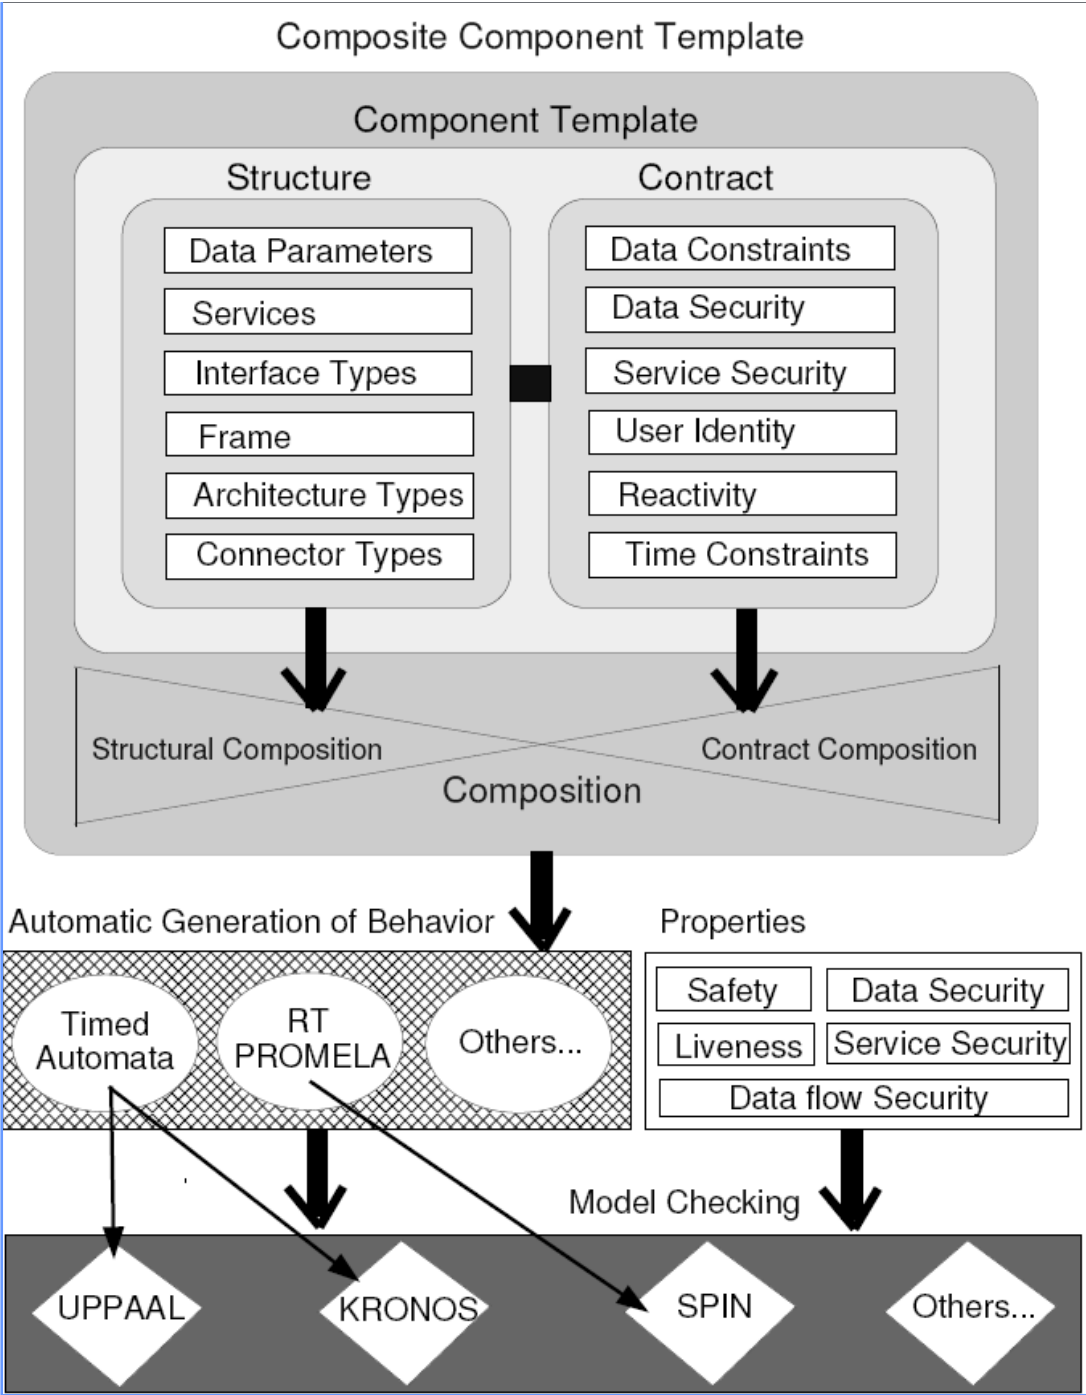 Composite Component Template
Component Template
Structure
Data Parameters
Services
Interface Types
Frame
Architecture Types
Connector Types
Contract
Data Constraints
Data Security
Service Security
User Identity
Reactivity
Time Constraints
Structural Composition
Contract Composition
Composition
Automatic Generation of Behavior
Timed
Automata
RT
PROMELA
Others...
Properties
Safety
Data Security
Liveness
Service Security
Data flow Security
Model Checking
UPPAAL
KRONOS
SPIN
Others...